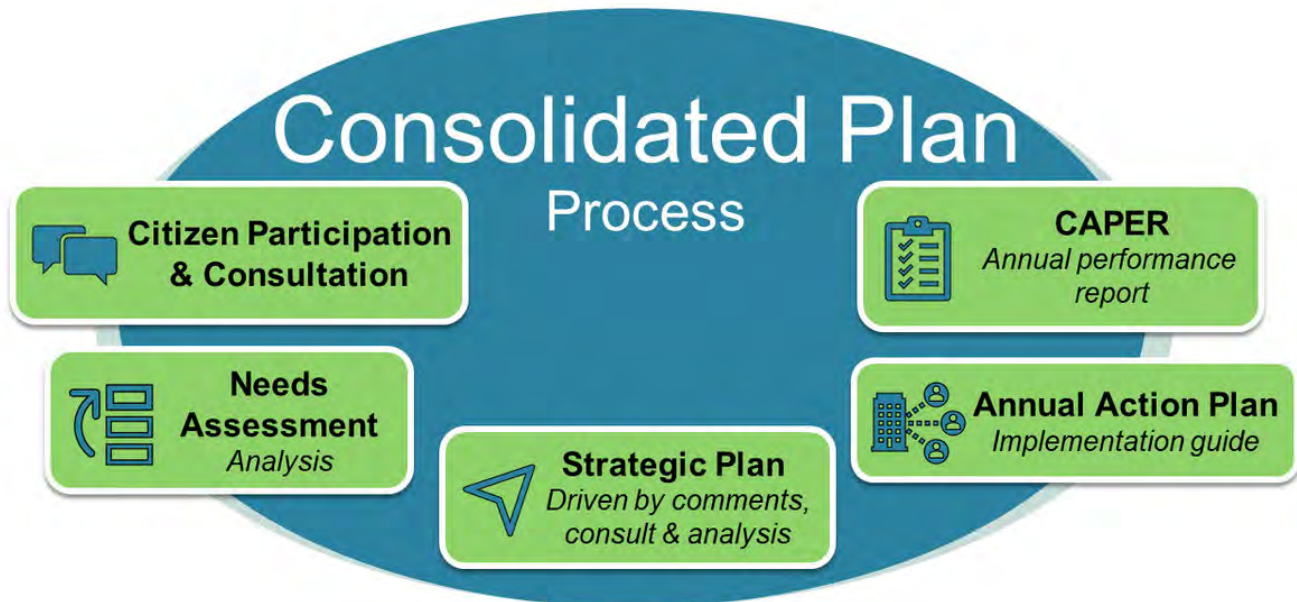 Consolidated Plan
Process
Citizen Participation
& Consultation
Needs
Assessment
Analysis
Strategic Plan
Driven by comments,
consult & analysis
Annual Action Plan
Implementation guide
CAPER
Annual performance
report